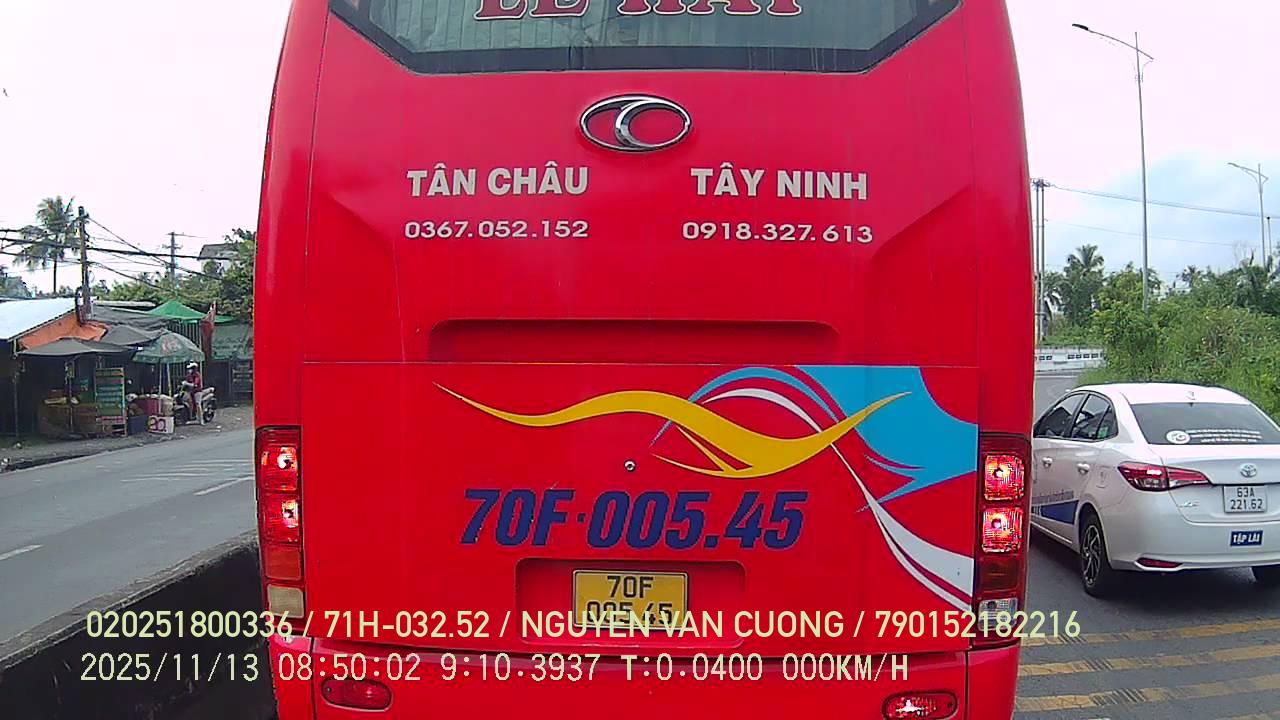 TÂN CHÂU
0367.052.152
TÂY NINH
0918.327.613
70F-005.45
70F
005.45
63A
221.62
TẬP LÁI
020251800336 / 71H-032.52 / NGUYEN VAN CUONG / 790152182216
2025/11/13 08:50:02 9:10.3937 T:0.0400 000KM/H